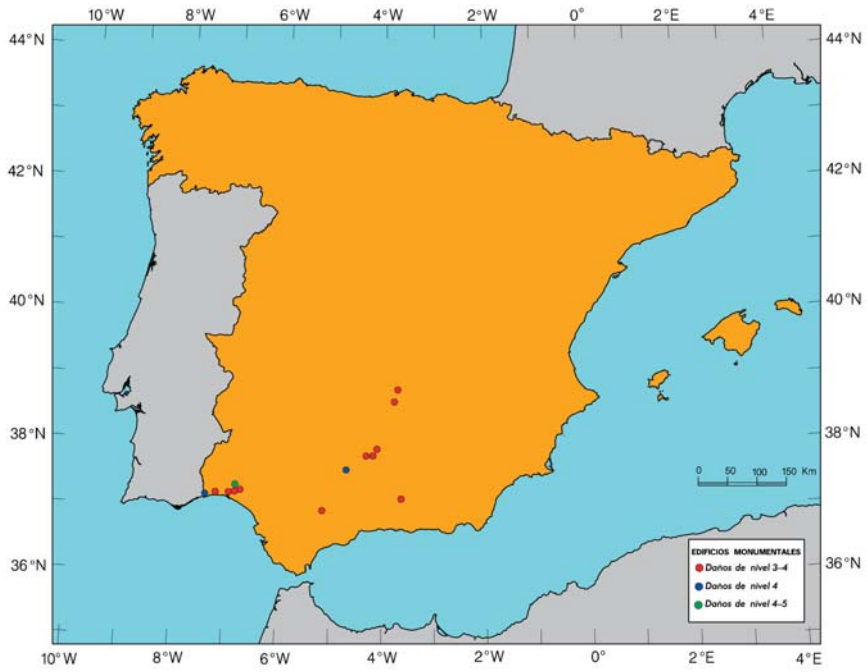 10°W 8°W 6°W 4°W 2°W 0° 2°E 4°E
44°N 44°N
42°N 42°N
40°N 40°N
38°N 38°N
0 50 100 150 Km
36°N 36°N
EDIFICIOS MONUMENTALES
Daños de nivel 3-4
Daños de nivel 4
Daños de nivel 4-5
10°W 8°W 6°W 4°W 2°W 0° 2°E 4°E